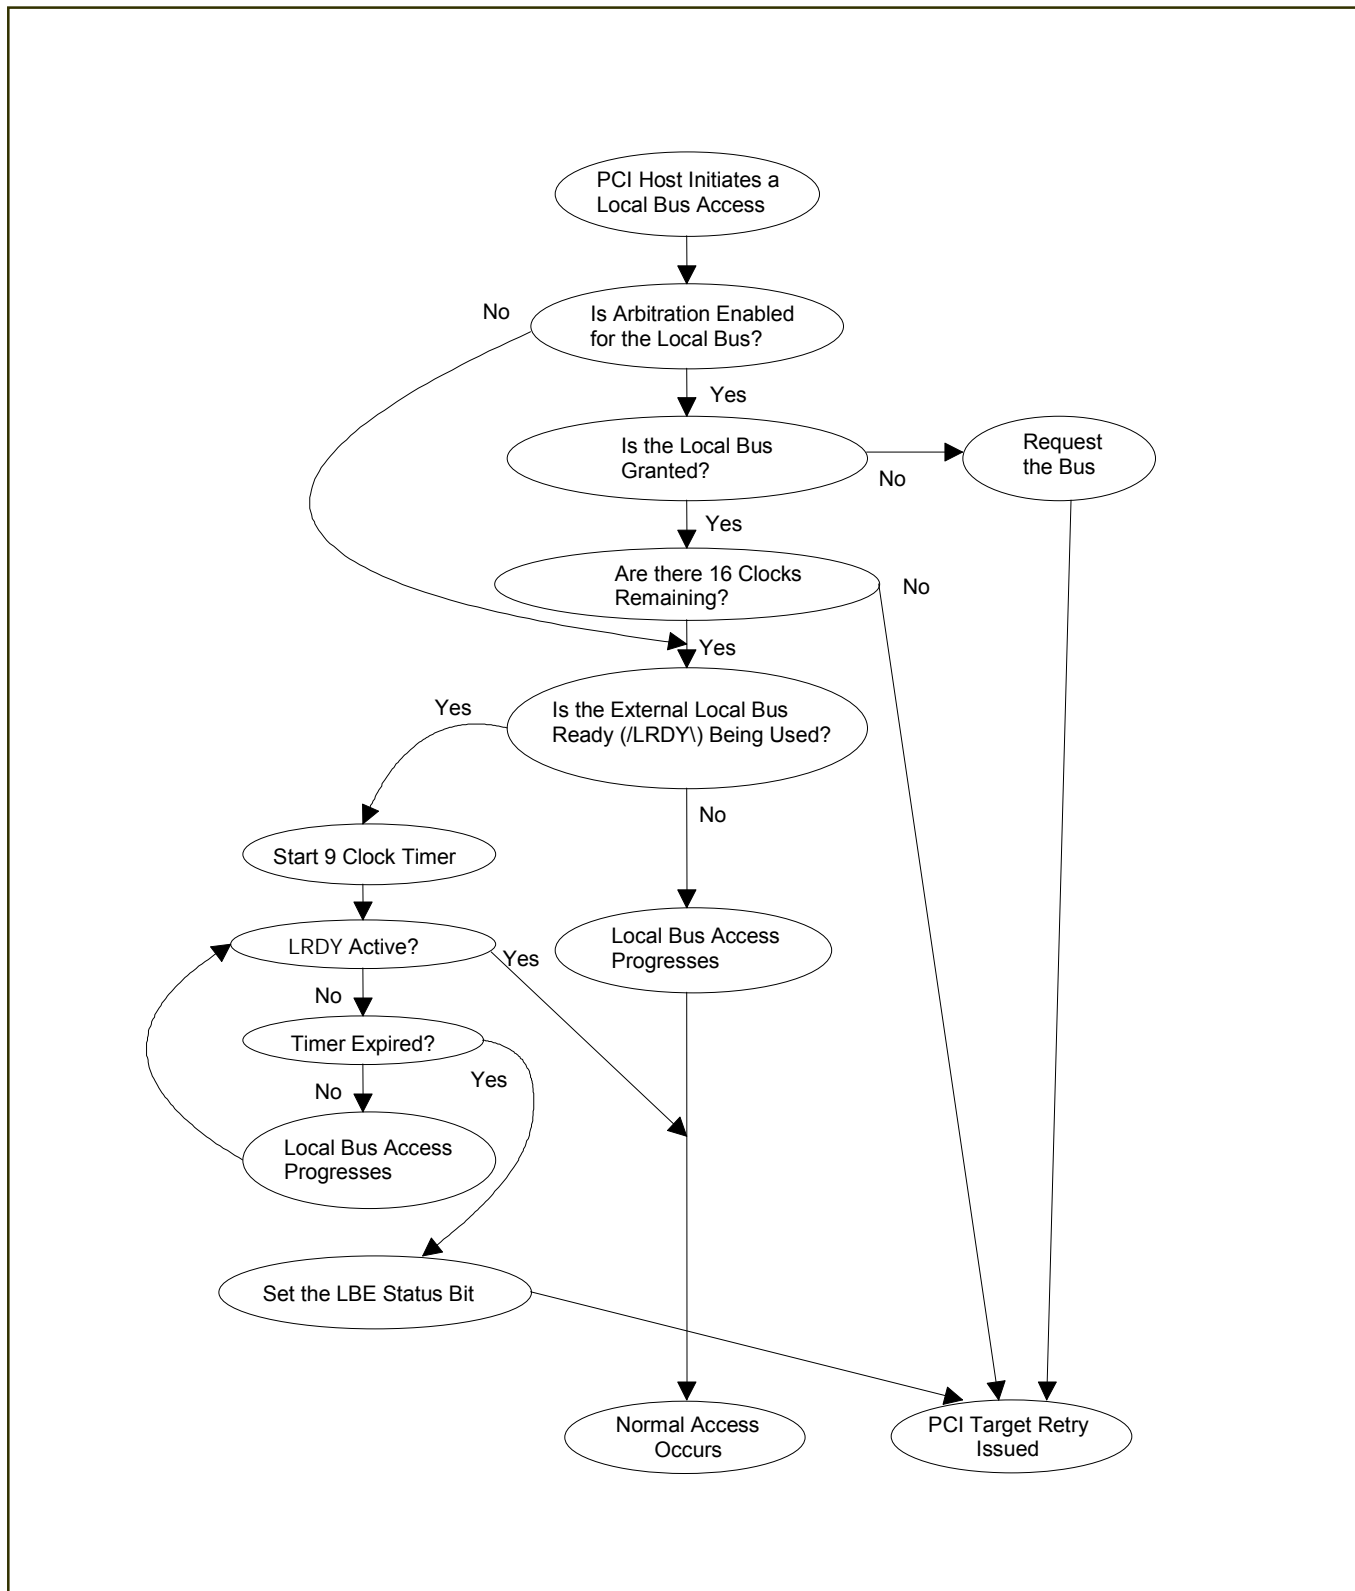 PCI Host Initiates a
Local Bus Access
No
Is Arbitration Enabled
for the Local Bus?
Yes
Is the Local Bus
Granted?
No
Request
the Bus
Yes
Are there 16 Clocks
Remaining?
No
Yes
Yes
Is the External Local Bus
Ready (/LRDY\) Being Used?
No
Start 9 Clock Timer
LRDY Active?
Yes
Local Bus Access
Progresses
No
Timer Expired?
Yes
No
Local Bus Access
Progresses
Set the LBE Status Bit
Normal Access
Occurs
PCI Target Retry
Issued